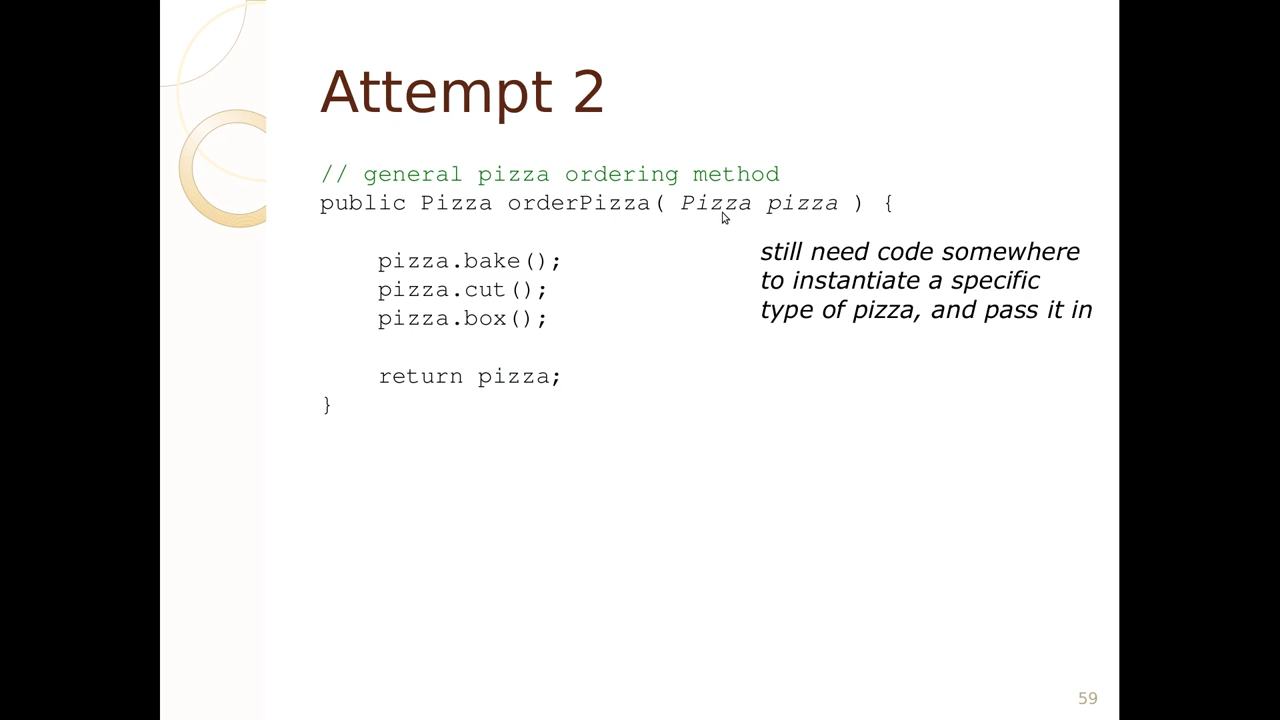 Attempt 2
// general pizza ordering method
public Pizza orderPizza( Pizza pizza ) {
pizza.bake();
pizza.cut();
pizza.box();
return pizza;
}
still need code somewhere
to instantiate a specific
type of pizza, and pass it in
59